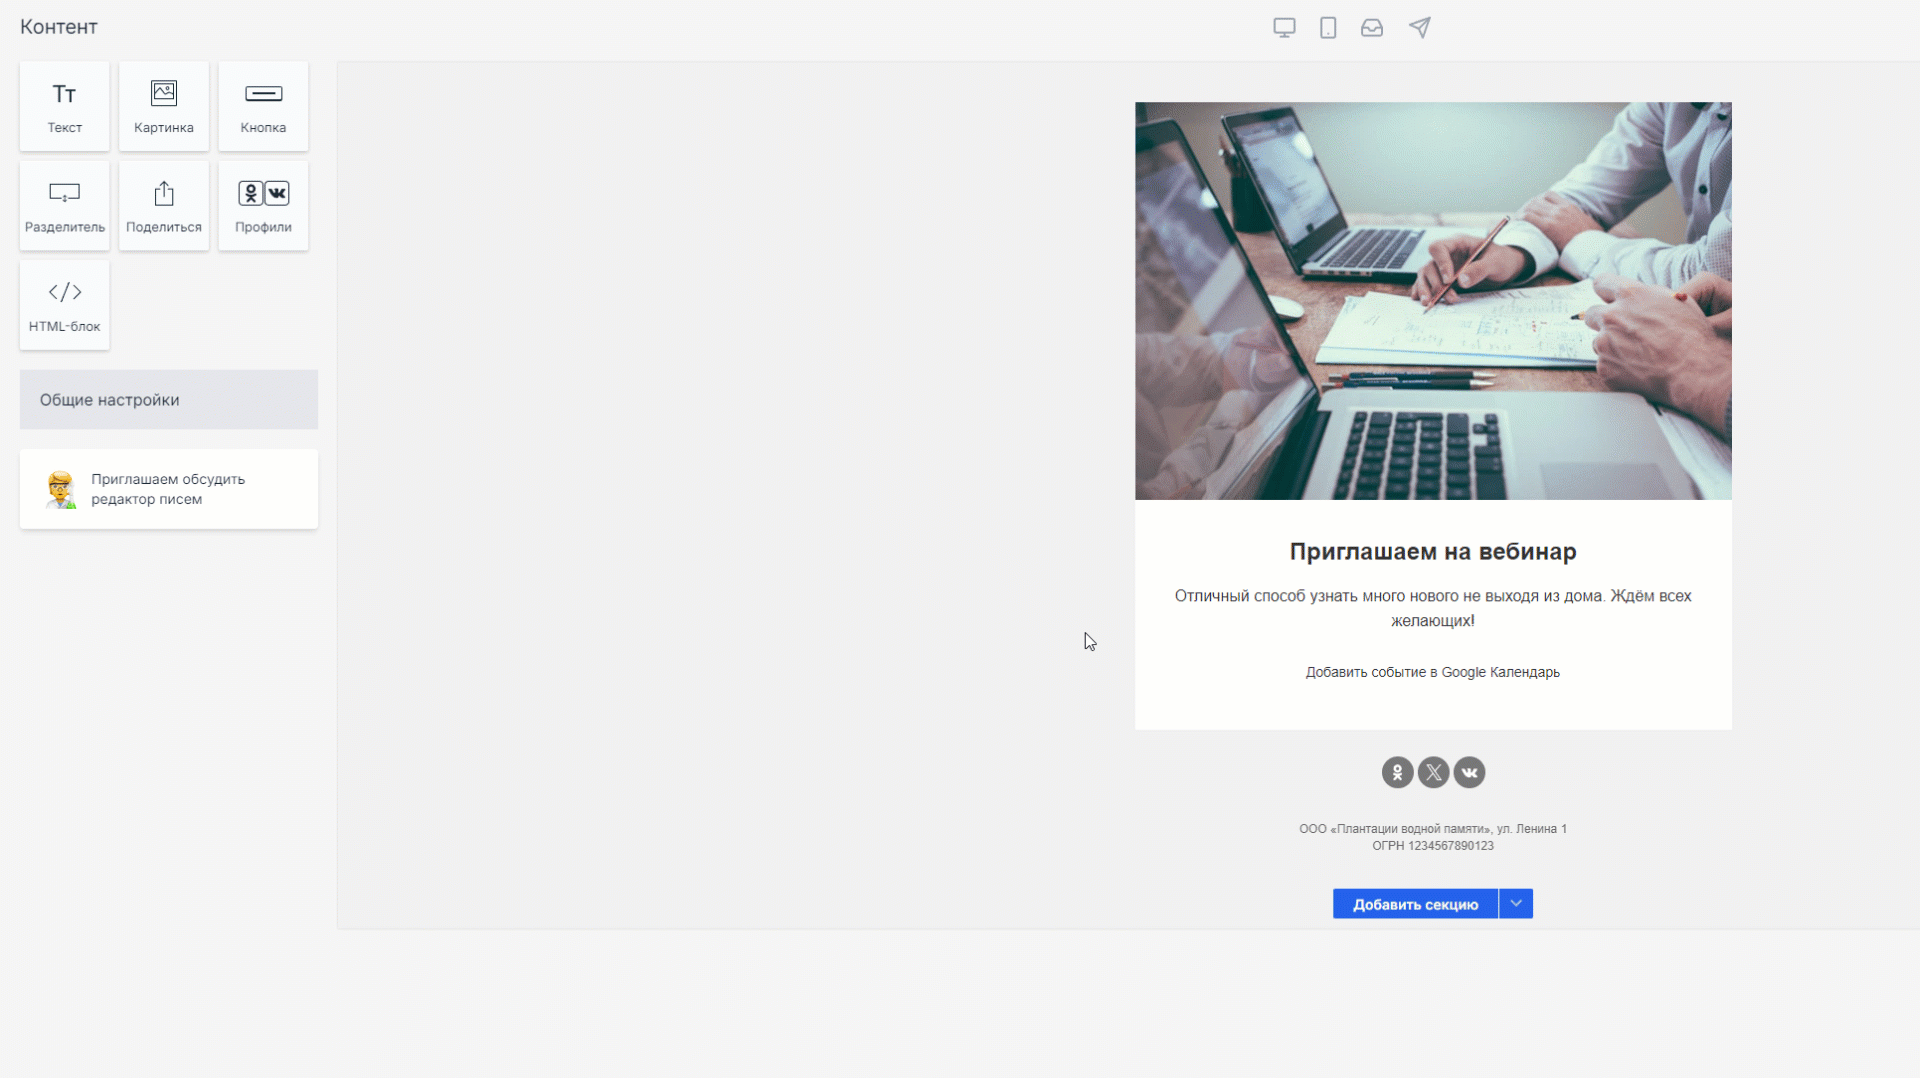 Контент
Тт
Текст
Картинка
Кнопка
Разделитель
Поделиться
Профили
</>
HTML-блок
Общие настройки
Приглашаем обсудить
редактор писем
Приглашаем на вебинар
Отличный способ узнать много нового не выходя из дома. Ждём всех
желающих!
Добавить событие в Google Календарь
ООО «Плантации водной памяти», ул. Ленина 1
ОГРН 1234567890123
Добавить секцию